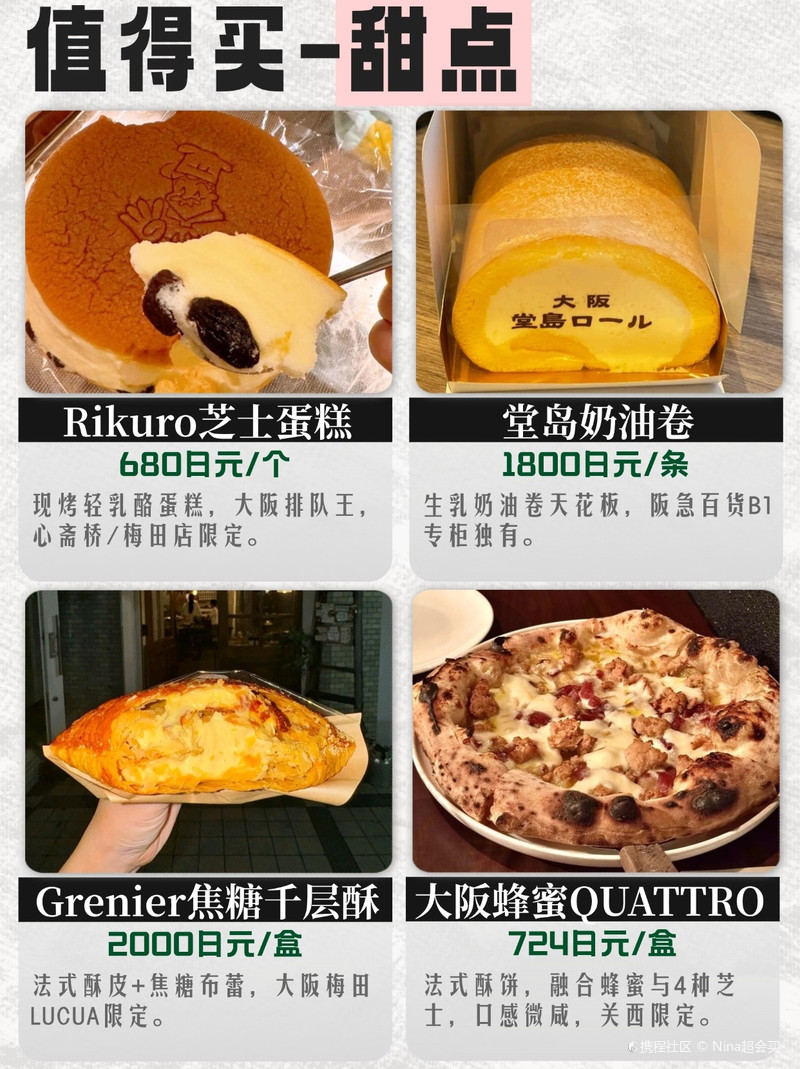 值得买-甜点
大阪
堂島ロール
Rikuro芝士蛋糕
680日元/个
现烤轻乳酪蛋糕，大阪排队王，
心斋桥/梅田店限定。
堂岛奶油卷
1800日元/条
生乳奶油卷天花板，阪急百货B1
专柜独有。
Grenier焦糖千层酥
2000日元/盒
法式酥皮+焦糖布蕾，大阪梅田
LUCUA限定。
大阪蜂蜜QUATTRO
724日元/盒
法式酥饼，融合蜂蜜与4种芝
士，口感微咸，关西限定。
携程社区 © Nina超会买